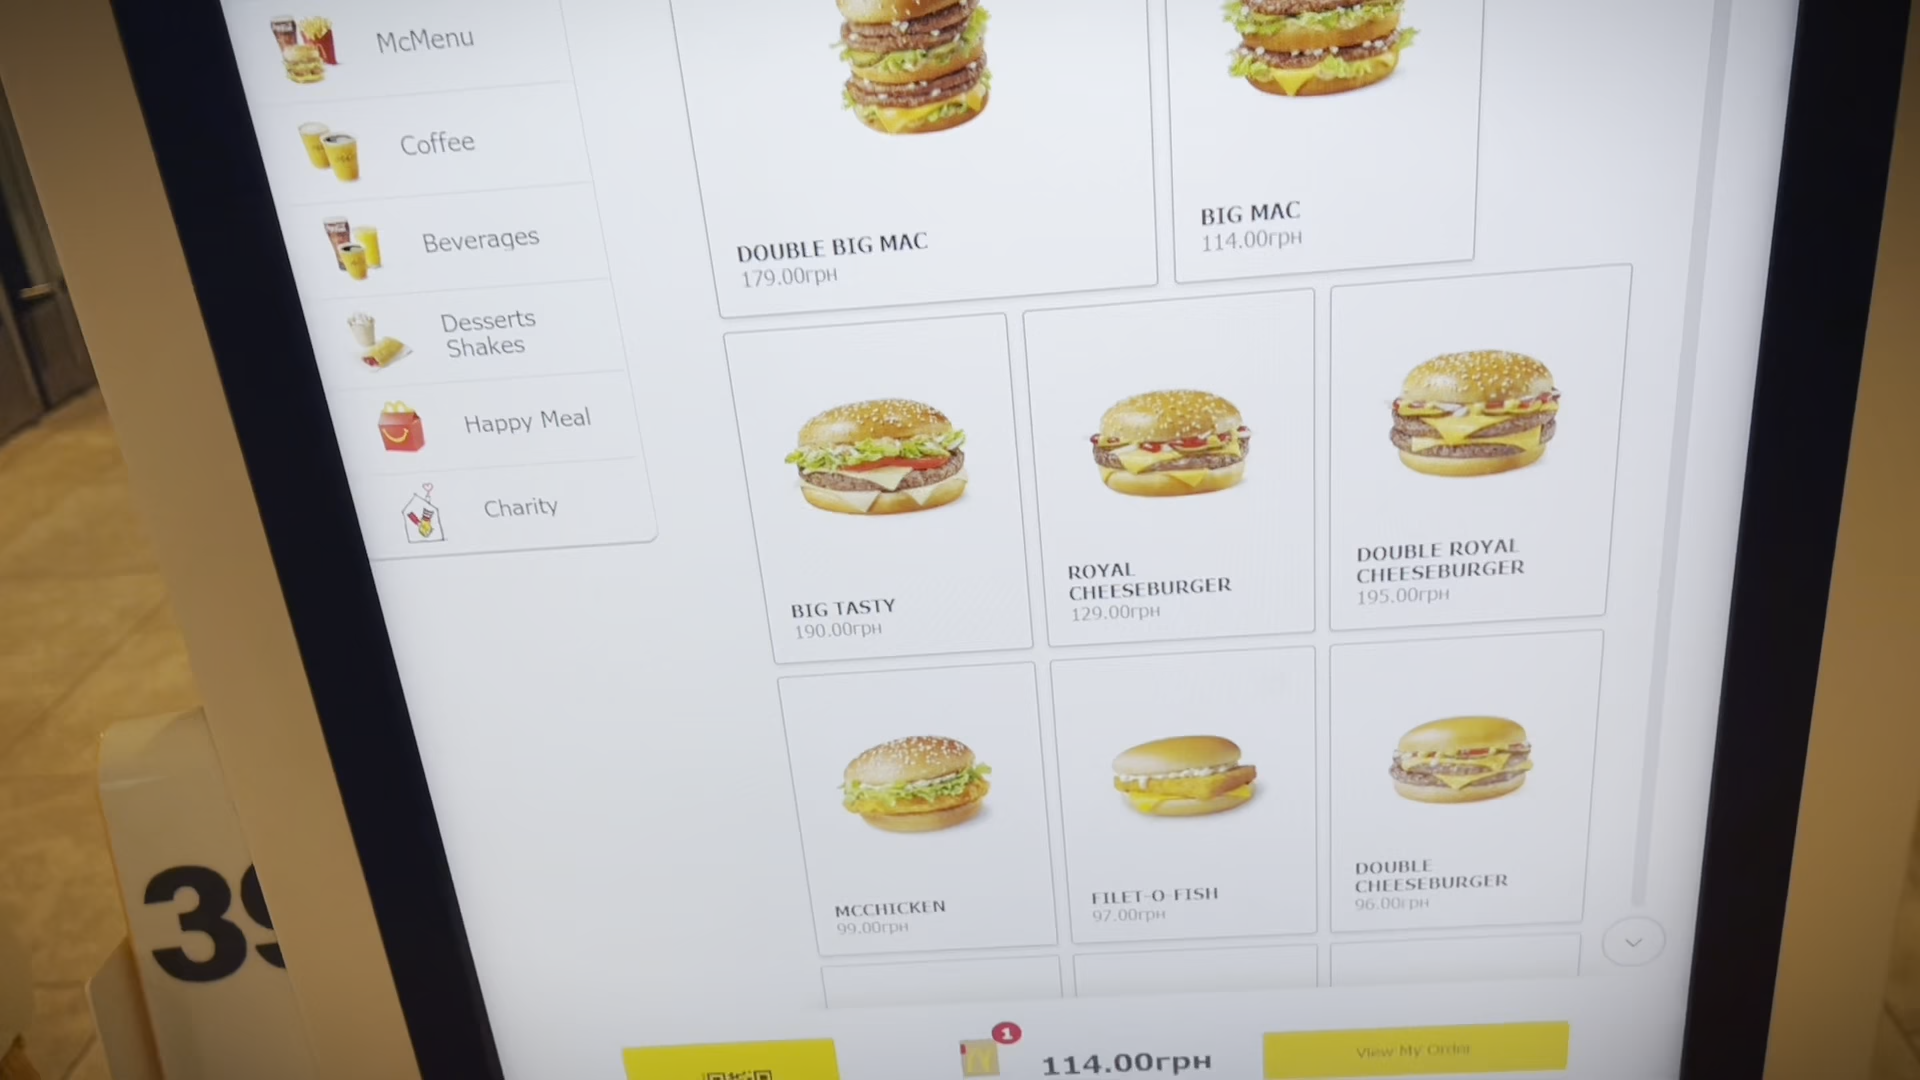 McMenu
Coffee
Beverages
Desserts
Shakes
Happy Meal
Charity
DOUBLE BIG MAC
179.00грн
BIG MAC
114.00грн
BIG TASTY
190.00грн
ROYAL
CHEESEBURGER
129.00грн
DOUBLE ROYAL
CHEESEBURGER
195.00грн
MCCHICKEN
99.00грн
FILET-O-FISH
97.00грн
DOUBLE
CHEESEBURGER
96.00грн
39
1
114.00грн
View My Order